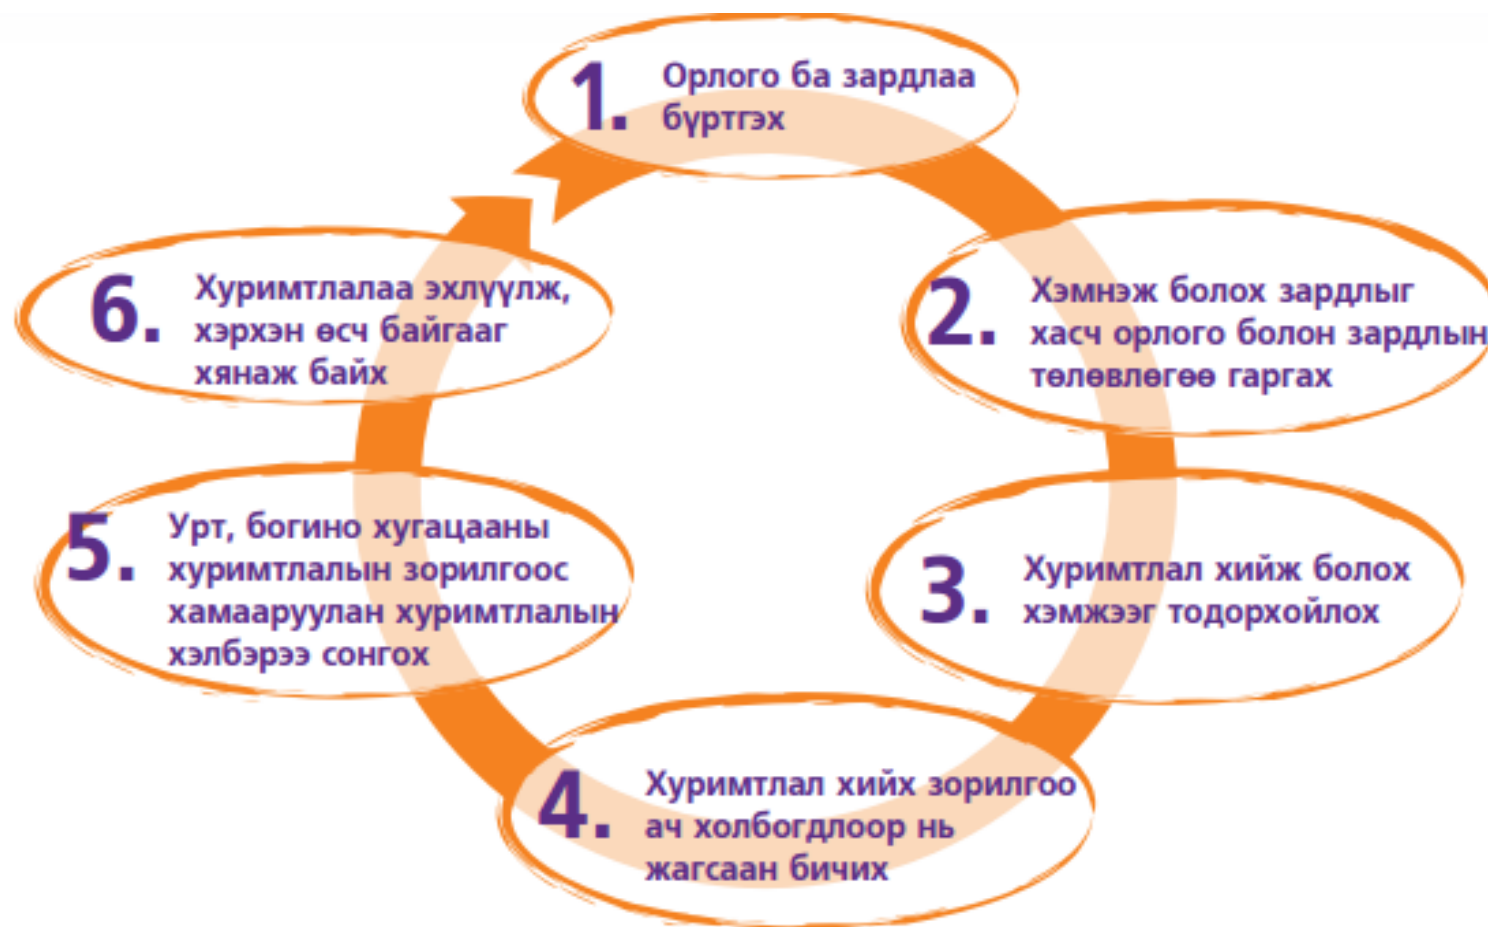 1. Орлого ба зардлаа
бүртгэх
2. Хэмнэж болох зардлыг
хасч орлого болон зардлын
төлөвлөгөө гаргах
3. Хуримтлал хийж болох
хэмжээг тодорхойлох
4. Хуримтлал хийх зорилгоо
ач холбогдлоор нь
жагсаан бичих
5. Урт, богино хугацааны
хуримтлалын зорилгоос
хамааруулан хуримтлалын
хэлбэрээ сонгох
6. Хуримтлалаа эхлүүлж,
хэрхэн өсч байгааг
хянаж байх